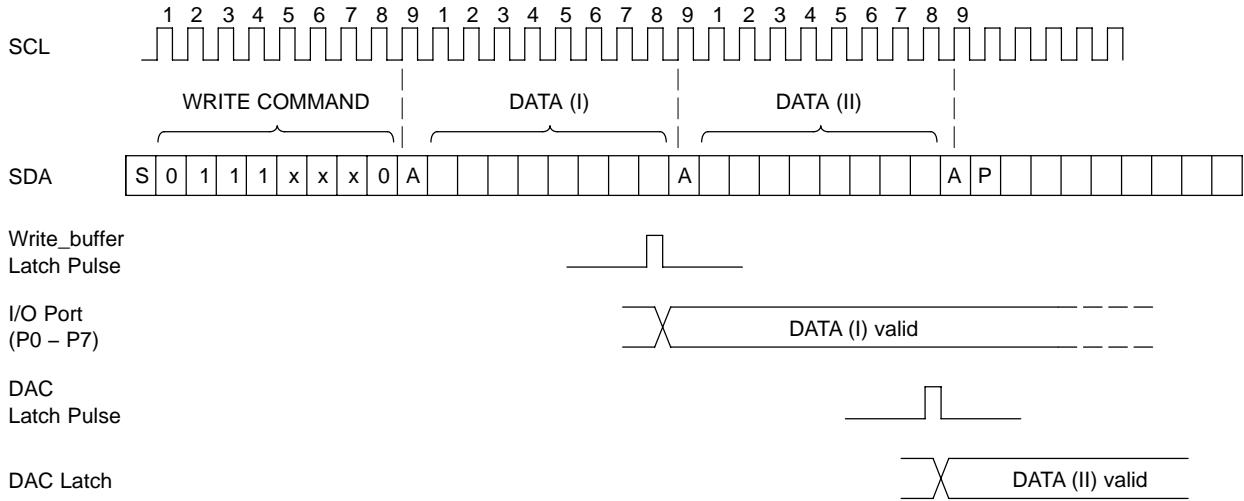 1 2 3 4 5 6 7 8 9 1 2 3 4 5 6 7 8 9 1 2 3 4 5 6 7 8 9
SCL
WRITE COMMAND DATA (I) DATA (II)
SDA S 0 1 1 1 x x x 0 A A A P
Write_buffer
Latch Pulse
I/O Port
(P0 – P7)
DATA (I) valid
DAC
Latch Pulse
DAC Latch DATA (II) valid